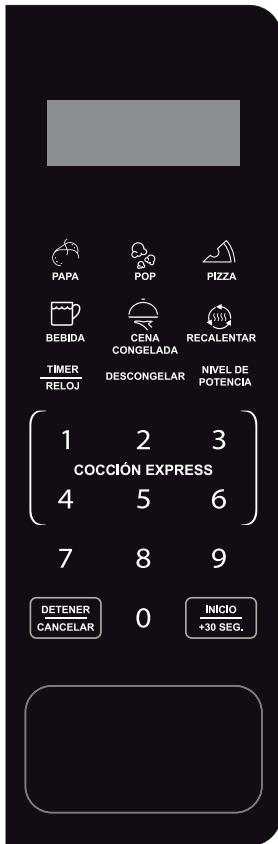 PAPA POP PIZZA
BEBIDA CENA CONGELADA RECALENTAR
TIMER RELOJ DESCONGELAR NIVEL DE POTENCIA
1 2 3
COCCIÓN EXPRESS
4 5 6
7 8 9
DETENER CANCELAR 0 INICIO +30 SEG.